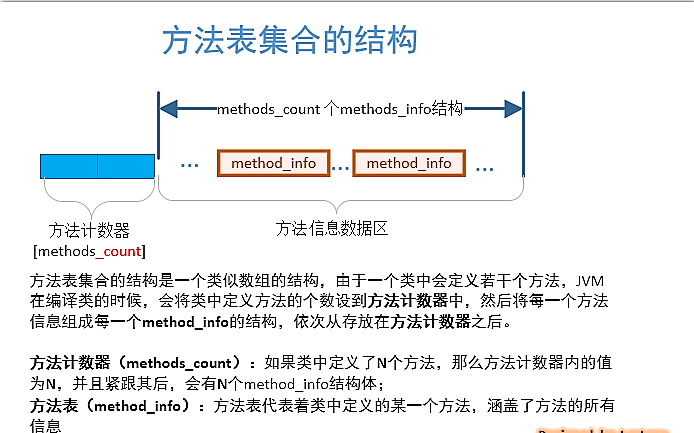 方法表集合的结构
methods_count 个methods_info结构
... method_info ... method_info ...
方法计数器
[methods_count]
方法信息数据区
方法表集合的结构是一个类似数组的结构，由于一个类中会定义若干个方法，JVM
在编译类的时候，会将类中定义方法的个数设到方法计数器中，然后将每一个方法
信息组成每一个method_info的结构，依次从存放在方法计数器之后。
方法计数器（methods_count）：如果类中定义了N个方法，那么方法计数器内的值
为N，并且紧跟其后，会有N个method_info结构体；
方法表（method_info）：方法表代表着类中定义的某一个方法，涵盖了方法的所有
信息